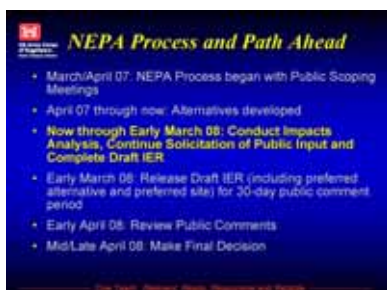 NEPA Process and Path Ahead
• March/April 07: NEPA Process began with Public Scoping
Meetings
• April 07 through now: Alternatives developed
• Now through Early March 08: Conduct Impacts
Analysis, Continue Solicitation of Public Input and
Complete Draft IER
• Early March 08: Release Draft IER (including preferred
alternative and preferred site) for 30-day public comment
period
• Early April 08: Review Public Comments
• Mid/Late April 08: Make Final Decision